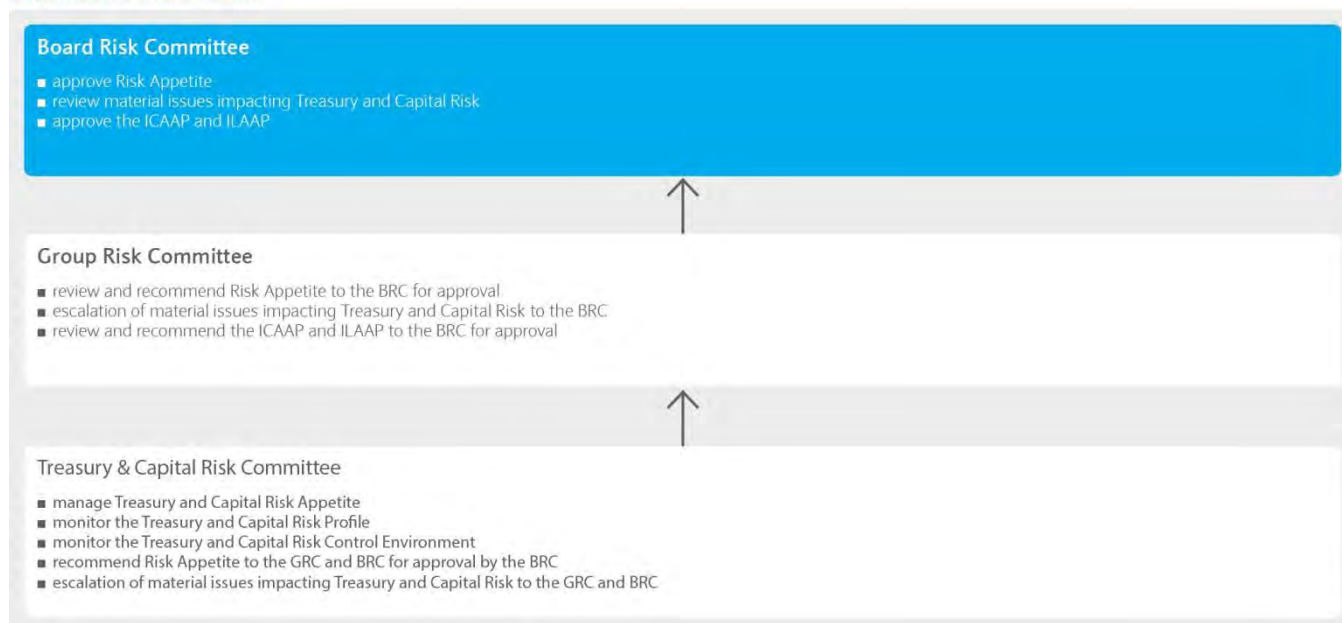 Board Risk Committee
■ approve Risk Appetite
■ review material issues impacting Treasury and Capital Risk
■ approve the ICAAP and ILAAP
Group Risk Committee
■ review and recommend Risk Appetite to the BRC for approval
■ escalation of material issues impacting Treasury and Capital Risk to the BRC
■ review and recommend the ICAAP and ILAAP to the BRC for approval
Treasury & Capital Risk Committee
■ manage Treasury and Capital Risk Appetite
■ monitor the Treasury and Capital Risk Profile
■ monitor the Treasury and Capital Risk Control Environment
■ recommend Risk Appetite to the GRC and BRC for approval by the BRC
■ escalation of material issues impacting Treasury and Capital Risk to the GRC and BRC